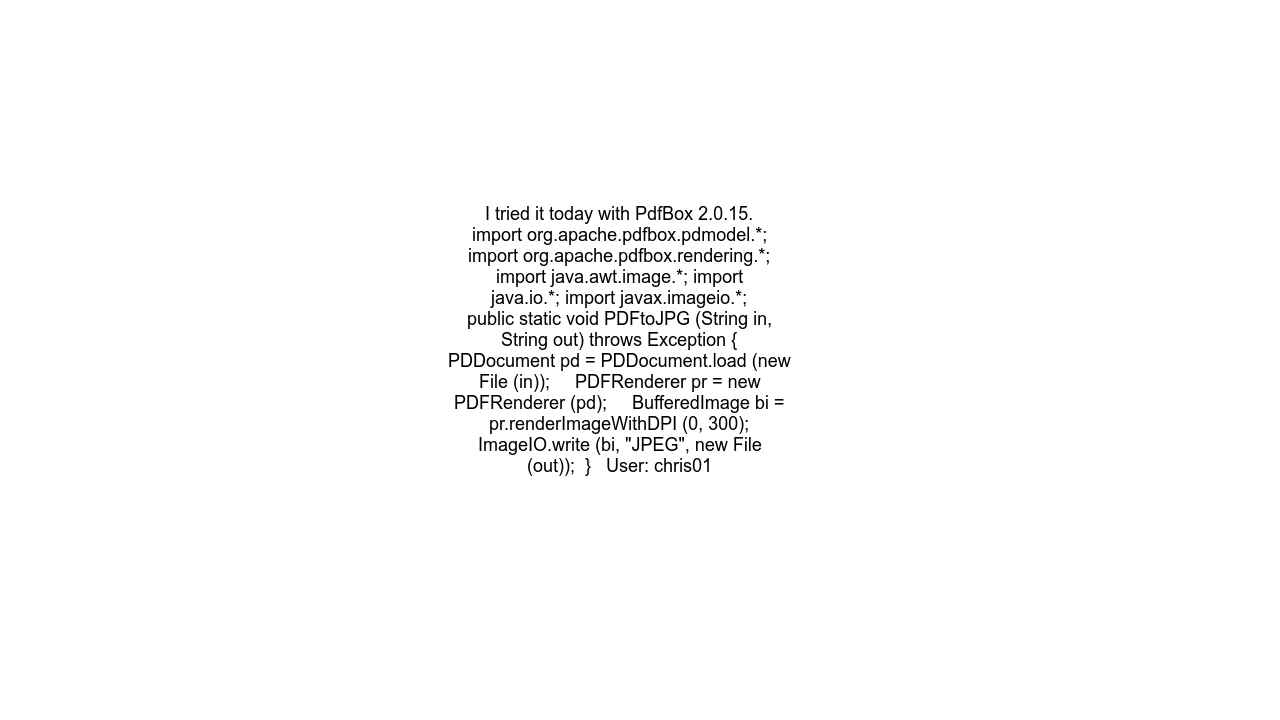 I tried it today with PdfBox 2.0.15.
import org.apache.pdfbox.pdmodel.*;
import org.apache.pdfbox.rendering.*;
import java.awt.image.*; import
java.io.*; import javax.imageio.*;
public static void PDFtoJPG (String in,
String out) throws Exception {
PDDocument pd = PDDocument.load (new
File (in));     PDFRenderer pr = new
PDFRenderer (pd);     BufferedImage bi =
pr.renderImageWithDPI (0, 300);
ImageIO.write (bi, "JPEG", new File
(out));  }   User: chris01